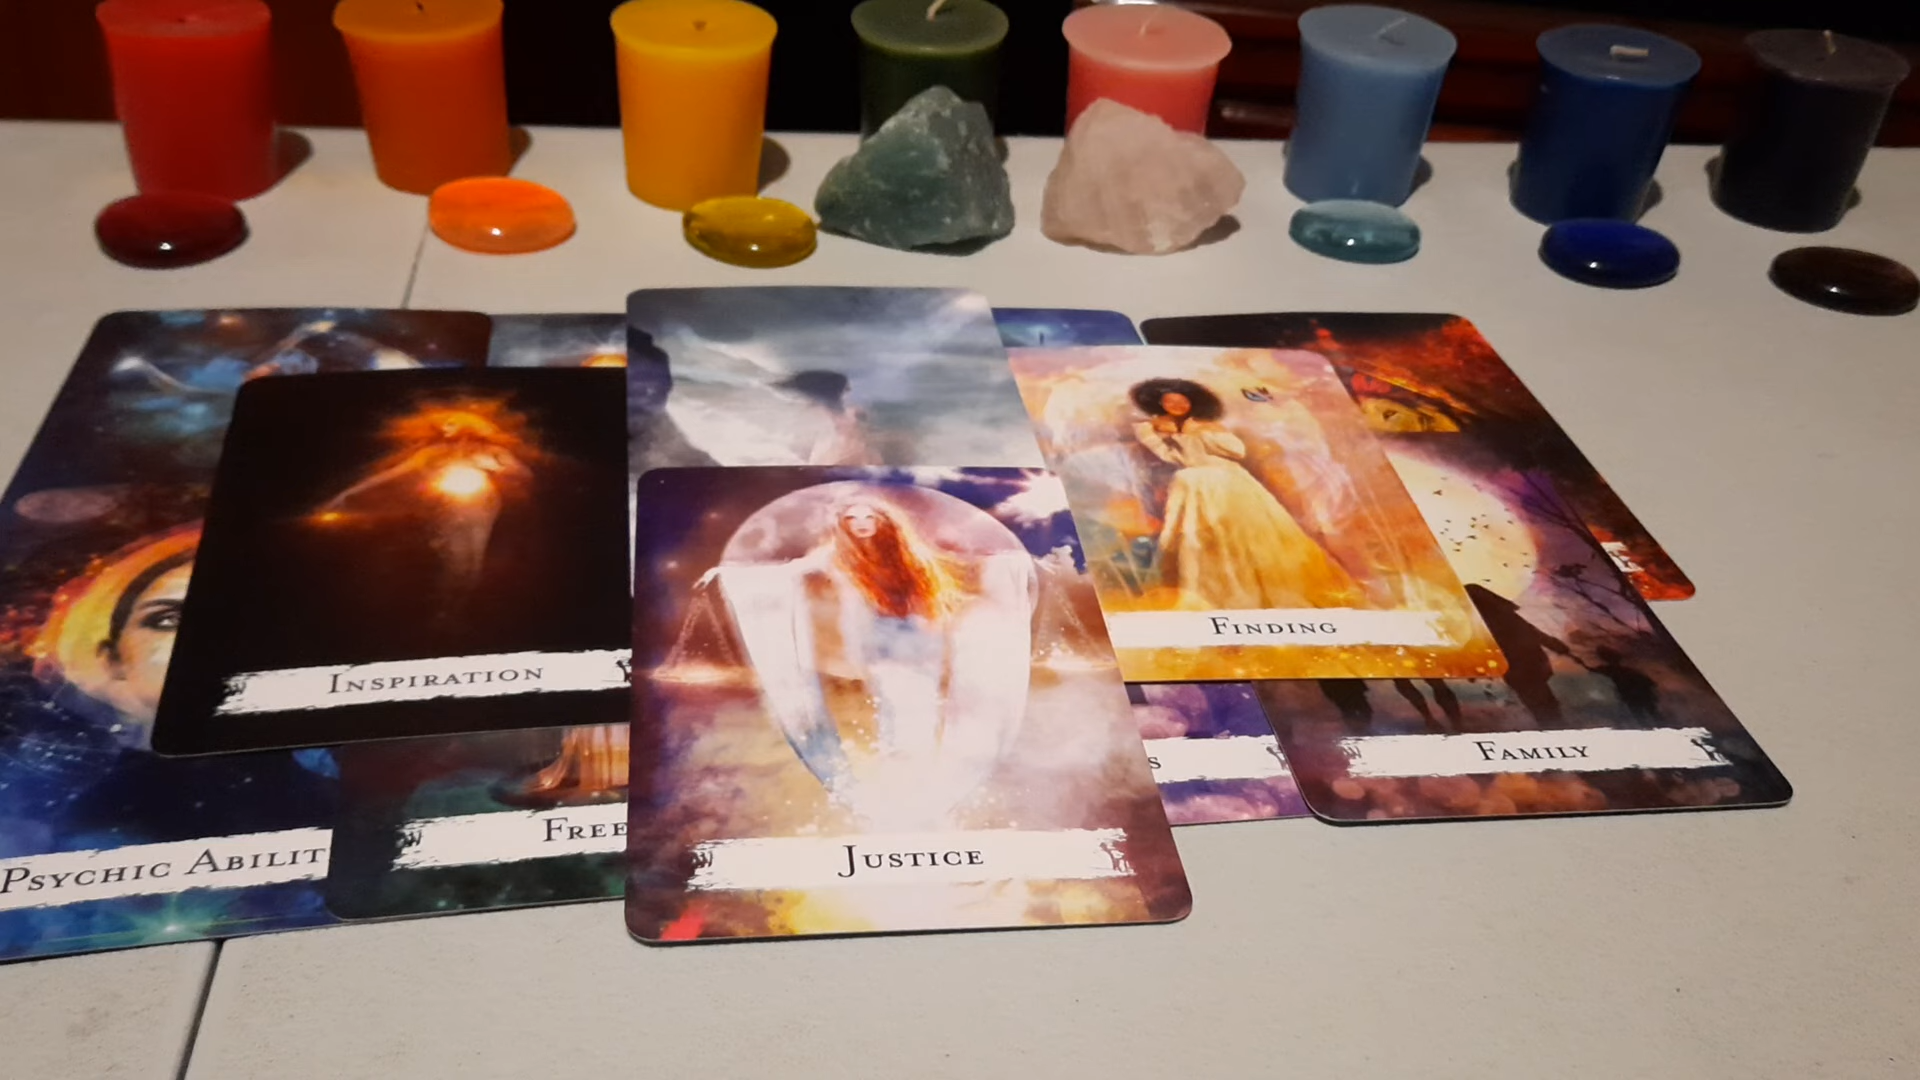 Inspiration
Finding
Family
Psychic Abilit
Free
Justice